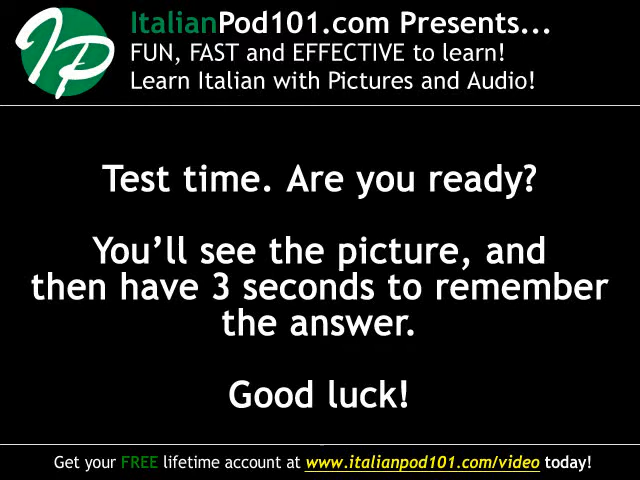 IP
ItalianPod101.com Presents...
FUN, FAST and EFFECTIVE to learn!
Learn Italian with Pictures and Audio!
Test time. Are you ready?
You'll see the picture, and
then have 3 seconds to remember
the answer.
Good luck!
Get your FREE lifetime account at www.italianpod101.com/video today!